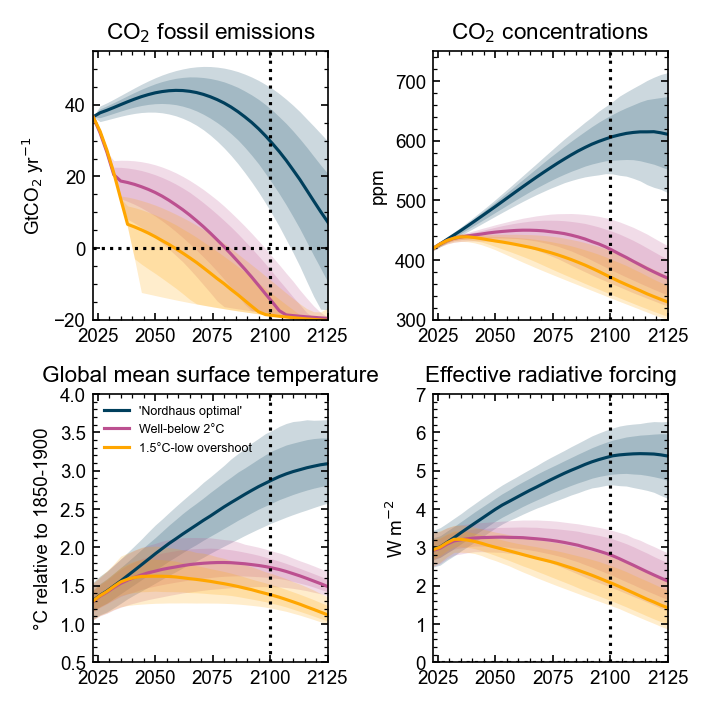 CO₂ fossil emissions
GtCO₂ yr⁻¹
40
20
0
−20
2025 2050 2075 2100 2125
CO₂ concentrations
ppm
700
600
500
400
300
2025 2050 2075 2100 2125
Global mean surface temperature
°C relative to 1850-1900
4.0
3.5
3.0
2.5
2.0
1.5
1.0
0.5
'Nordhaus optimal'
Well-below 2°C
1.5°C-low overshoot
2025 2050 2075 2100 2125
Effective radiative forcing
W m⁻²
7
6
5
4
3
2
1
0
2025 2050 2075 2100 2125